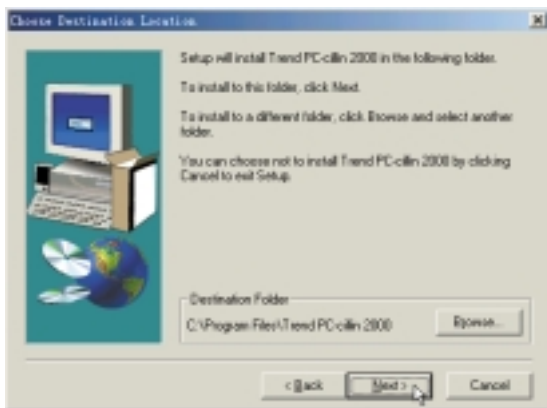 Choose Destination Location
Setup will install Trend PC-cillin 2000 in the following folder.
To install to this folder, click Next.
To install to a different folder, click Browse and select another
folder.
You can choose not to install Trend PC-cillin 2000 by clicking
Cancel to exit Setup.
Destination Folder
C:\Program Files\Trend PC-cillin 2000
Browse...
< Back
Next >
Cancel